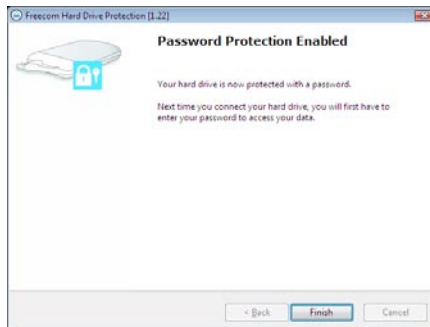 Freecom Hard Drive Protection [1.22]
Password Protection Enabled
Your hard drive is now protected with a password.
Next time you connect your hard drive, you will first have to
enter your password to access your data.
< Back Finish Cancel